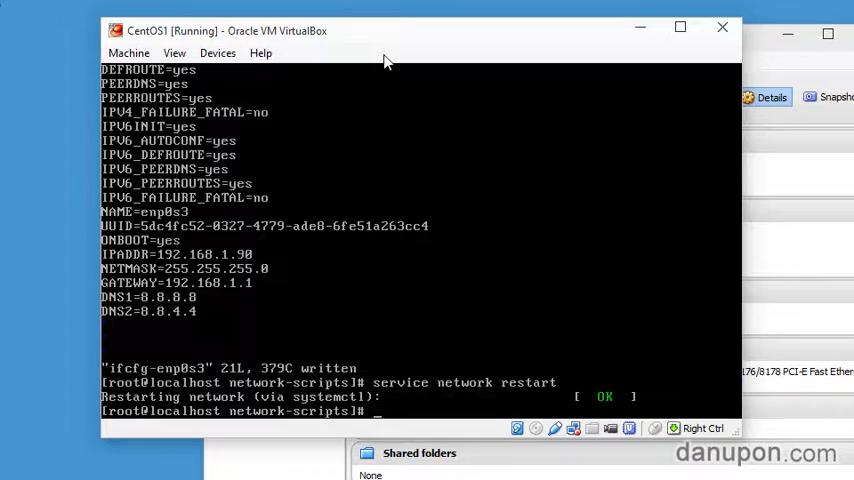 CentOS1 [Running] - Oracle VM VirtualBox
Machine View Devices Help
DEFROUTE=yes
PEERDNS=yes
PEERROUTES=yes
IPV4_FAILURE_FATAL=no
IPV6INIT=yes
IPV6_AUTOCONF=yes
IPV6_DEFROUTE=yes
IPV6_PEERDNS=yes
IPV6_PEERROUTES=yes
IPV6_FAILURE_FATAL=no
NAME=enp0s3
UUID=5dc4fc52-0327-4779-ade8-6fe51a263cc4
ONBOOT=yes
IPADDR=192.168.1.90
NETMASK=255.255.255.0
GATEWAY=192.168.1.1
DNS1=8.8.8.8
DNS2=8.8.4.4
"ifcfg-enp0s3" 21L, 379C written
[root@localhost network-scripts]# service network restart
Restarting network (via systemctl): [ OK ]
[root@localhost network-scripts]# _
Right Ctrl
Details
Snapsho
76/8178 PCI-E Fast Ether
Shared folders
None
danupon.com